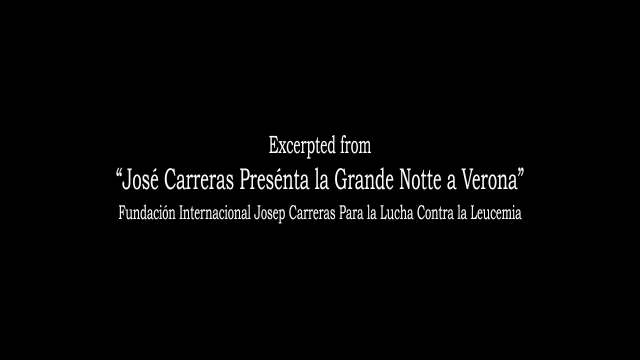 Excerpted from
“José Carreras Presénta la Grande Notte a Verona”
Fundación Internacional Josep Carreras Para la Lucha Contra la Leucemia